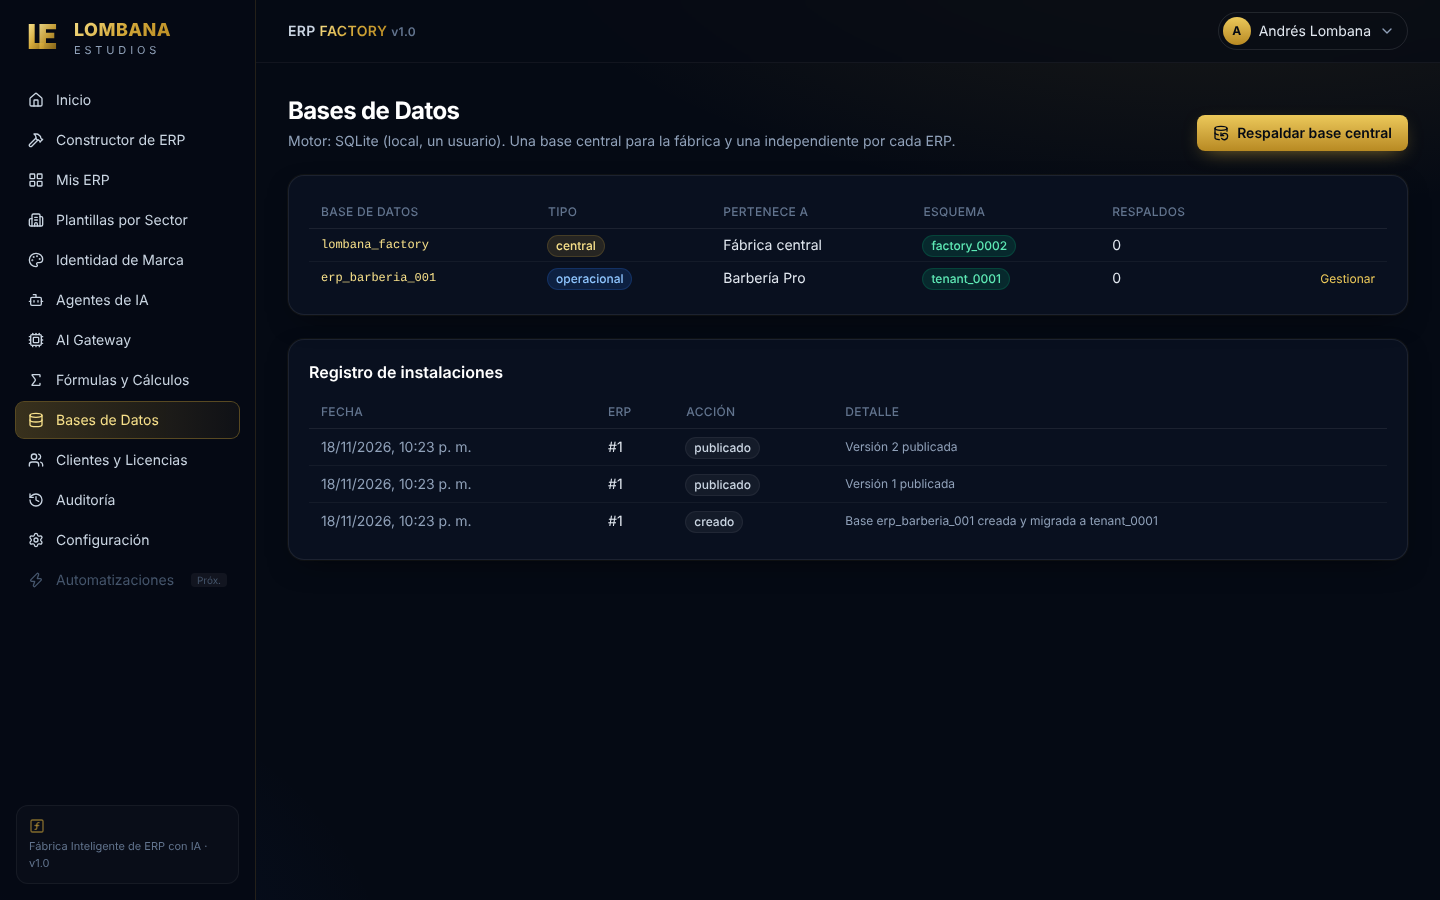 LOMBANA
ESTUDIOS
Inicio
Constructor de ERP
Mis ERP
Plantillas por Sector
Identidad de Marca
Agentes de IA
AI Gateway
Fórmulas y Cálculos
Bases de Datos
Clientes y Licencias
Auditoría
Configuración
Automatizaciones Próx.
Fábrica Inteligente de ERP con IA ·
v1.0
ERP FACTORY v1.0
A Andrés Lombana
Bases de Datos
Motor: SQLite (local, un usuario). Una base central para la fábrica y una independiente por cada ERP.
Respaldar base central
BASE DE DATOS TIPO PERTENECE A ESQUEMA RESPALDOS
lombana_factory central Fábrica central factory_0002 0
erp_barberia_001 operacional Barbería Pro tenant_0001 0 Gestionar
Registro de instalaciones
FECHA ERP ACCIÓN DETALLE
18/11/2026, 10:23 p. m. #1 publicado Versión 2 publicada
18/11/2026, 10:23 p. m. #1 publicado Versión 1 publicada
18/11/2026, 10:23 p. m. #1 creado Base erp_barberia_001 creada y migrada a tenant_0001